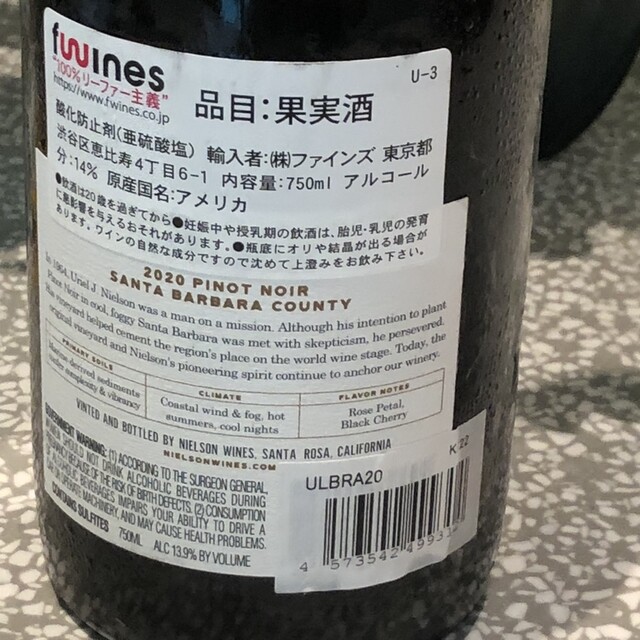 fwines
"100%リーファー主義"
https://www.fwines.co.jp
U-3
品目:果実酒
酸化防止剤(亜硫酸塩) 輸入者:(株)ファインズ 東京都
渋谷区恵比寿4丁目6-1 内容量:750ml アルコール
分:14% 原産国名:アメリカ
●飲酒は20歳を過ぎてから●妊娠中や授乳期の飲酒は、胎児・乳児の発育
に悪影響を与えるおそれがあります。●瓶底にオリや結晶が出る場合が
あります。ワインの自然な成分ですので沈めて上澄みをお飲み下さい。
2020 PINOT NOIR
SANTA BARBARA COUNTY
In 1964, Uriel J. Nielson was a man on a mission. Although his intention to plant
Pinot Noir in cool, foggy Santa Barbara was met with skepticism, he persevered.
His vineyard helped cement the region's place on the world wine stage. Today, the
original vineyard and Nielson's pioneering spirit continue to anchor our winery.
PRIMARY SOILS
Marine derived sediments
under perplexity & vibrancy
CLIMATE
Coastal wind & fog, hot
summers, cool nights
FLAVOR NOTES
Rose Petal,
Black Cherry
VINTED AND BOTTLED BY NIELSON WINES, SANTA ROSA, CALIFORNIA
NIELSONWINES.COM
GOVERNMENT WARNING: (1) ACCORDING TO THE SURGEON GENERAL,
WOMEN SHOULD NOT DRINK ALCOHOLIC BEVERAGES DURING
PREGNANCY BECAUSE OF THE RISK OF BIRTH DEFECTS. (2) CONSUMPTION
OF ALCOHOLIC BEVERAGES IMPAIRS YOUR ABILITY TO DRIVE A
CAR OR OPERATE MACHINERY, AND MAY CAUSE HEALTH PROBLEMS.
CONTAINS SULFITES 750ML ALC 13.9% BY VOLUME
K 22
ULBRA20
4 573542 49931